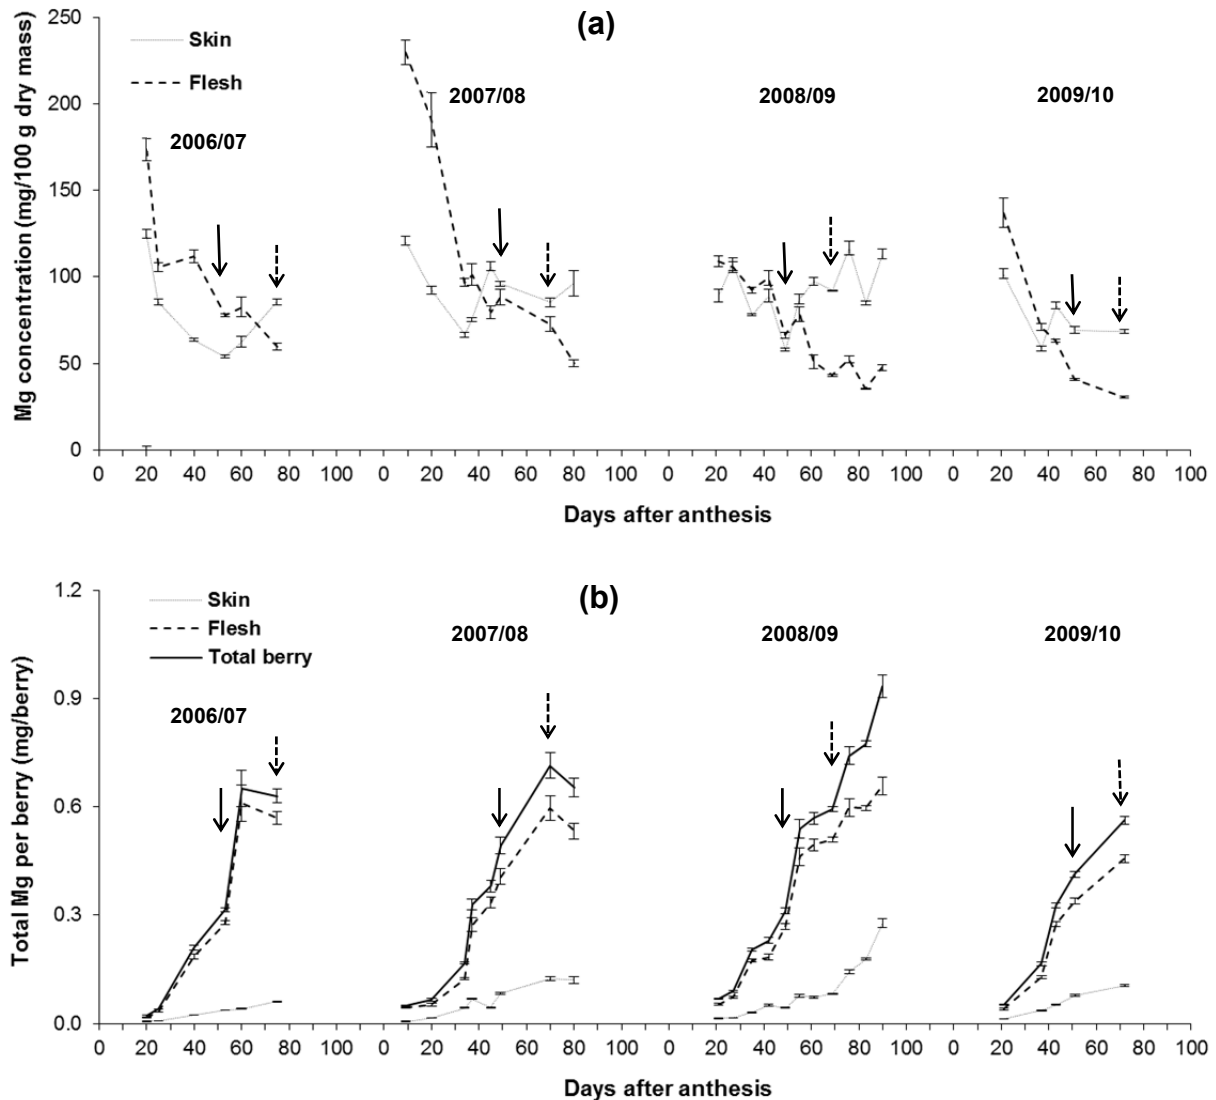 (a)
250
200
150
100
50
0
Mg concentration (mg/100 g dry mass)
Skin
Flesh
2006/07
2007/08
2008/09
2009/10
0 20 40 60 80 100 0 20 40 60 80 100 0 20 40 60 80 100 0 20 40 60 80 100
Days after anthesis
(b)
1.2
0.9
0.6
0.3
0.0
Total Mg per berry (mg/berry)
Skin
Flesh
Total berry
2006/07
2007/08
2008/09
2009/10
0 20 40 60 80 100 0 20 40 60 80 100 0 20 40 60 80 100 0 20 40 60 80 100
Days after anthesis